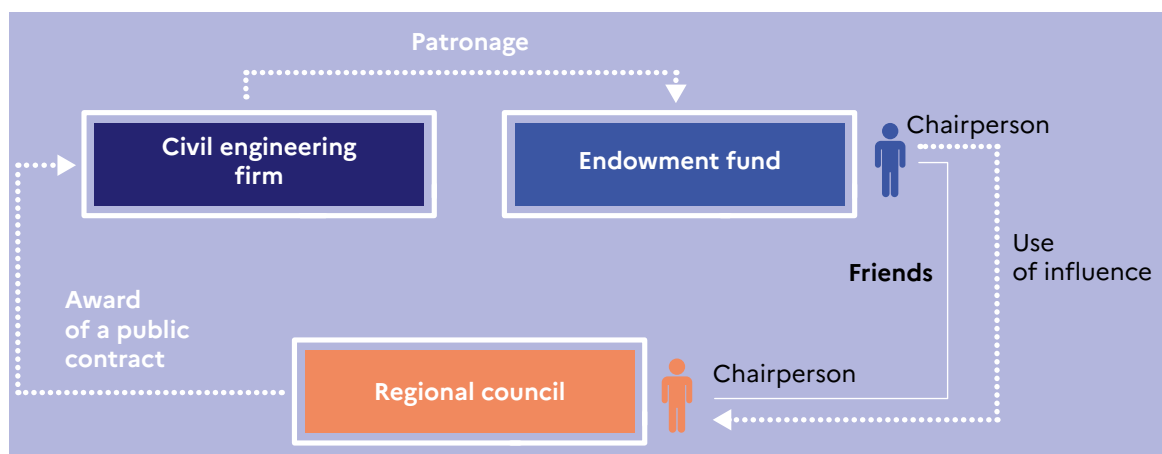 Patronage
Civil engineering
firm
Endowment fund
Chairperson
Use
of influence
Friends
Award
of a public
contract
Regional council
Chairperson